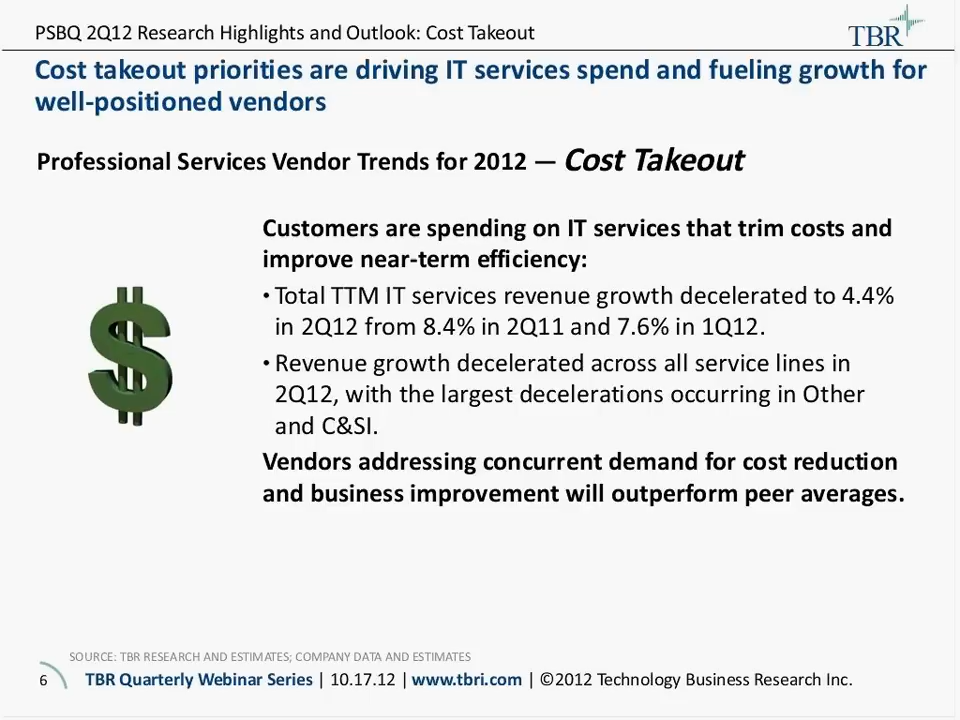 PSBQ 2Q12 Research Highlights and Outlook: Cost Takeout
TBR
Cost takeout priorities are driving IT services spend and fueling growth for
well-positioned vendors
Professional Services Vendor Trends for 2012 — Cost Takeout
Customers are spending on IT services that trim costs and
improve near-term efficiency:
• Total TTM IT services revenue growth decelerated to 4.4%
in 2Q12 from 8.4% in 2Q11 and 7.6% in 1Q12.
• Revenue growth decelerated across all service lines in
2Q12, with the largest decelerations occurring in Other
and C&SI.
Vendors addressing concurrent demand for cost reduction
and business improvement will outperform peer averages.
$
SOURCE: TBR RESEARCH AND ESTIMATES; COMPANY DATA AND ESTIMATES
6 TBR Quarterly Webinar Series | 10.17.12 | www.tbri.com | ©2012 Technology Business Research Inc.